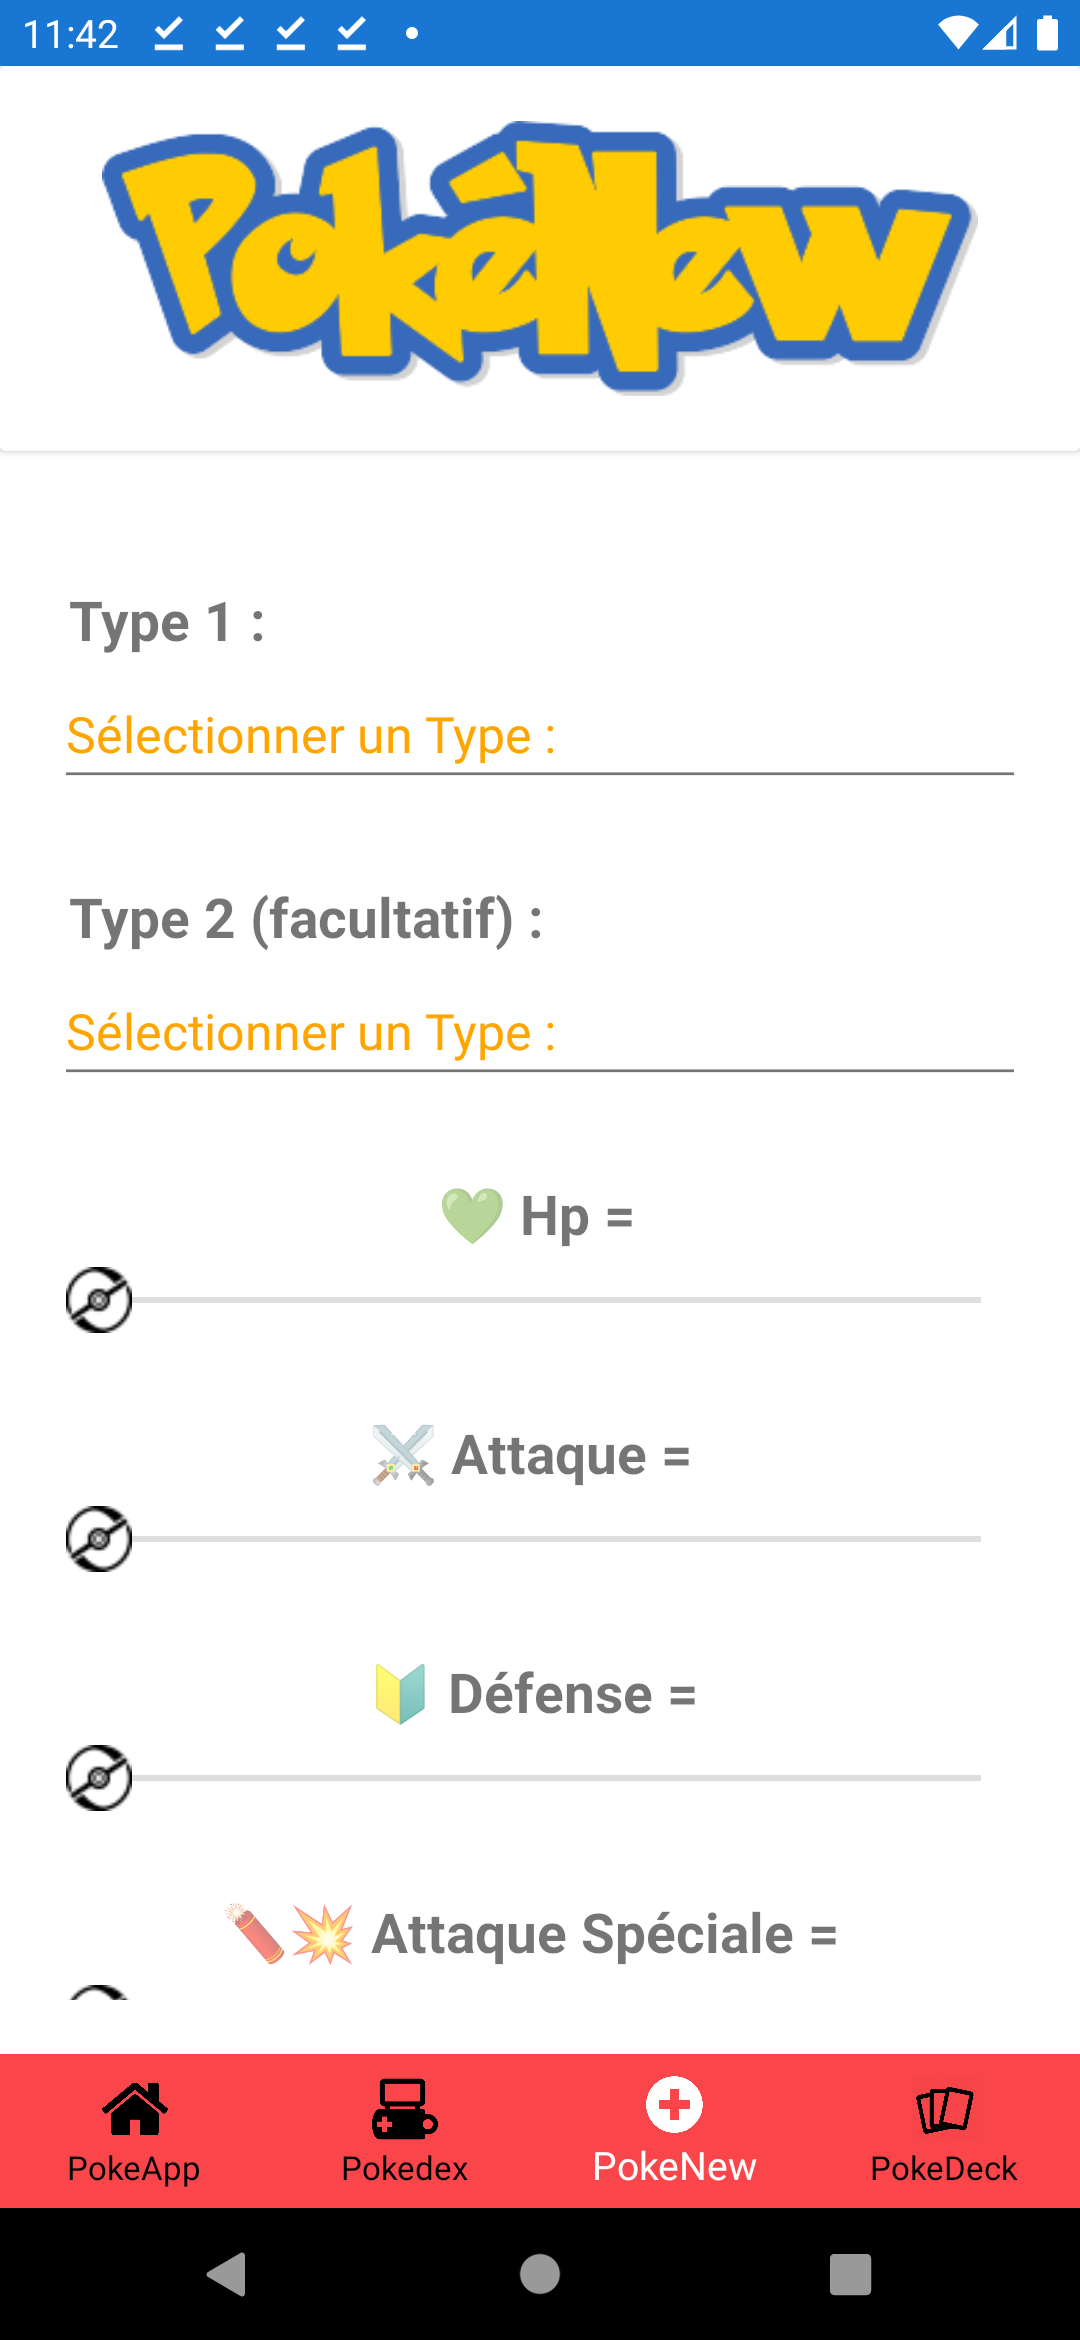 11:42
PokéNew
Type 1 :
Sélectionner un Type :
Type 2 (facultatif) :
Sélectionner un Type :
💚 Hp =
⚔️ Attaque =
🔰 Défense =
🧨💥 Attaque Spéciale =
PokeApp
Pokedex
PokeNew
PokeDeck